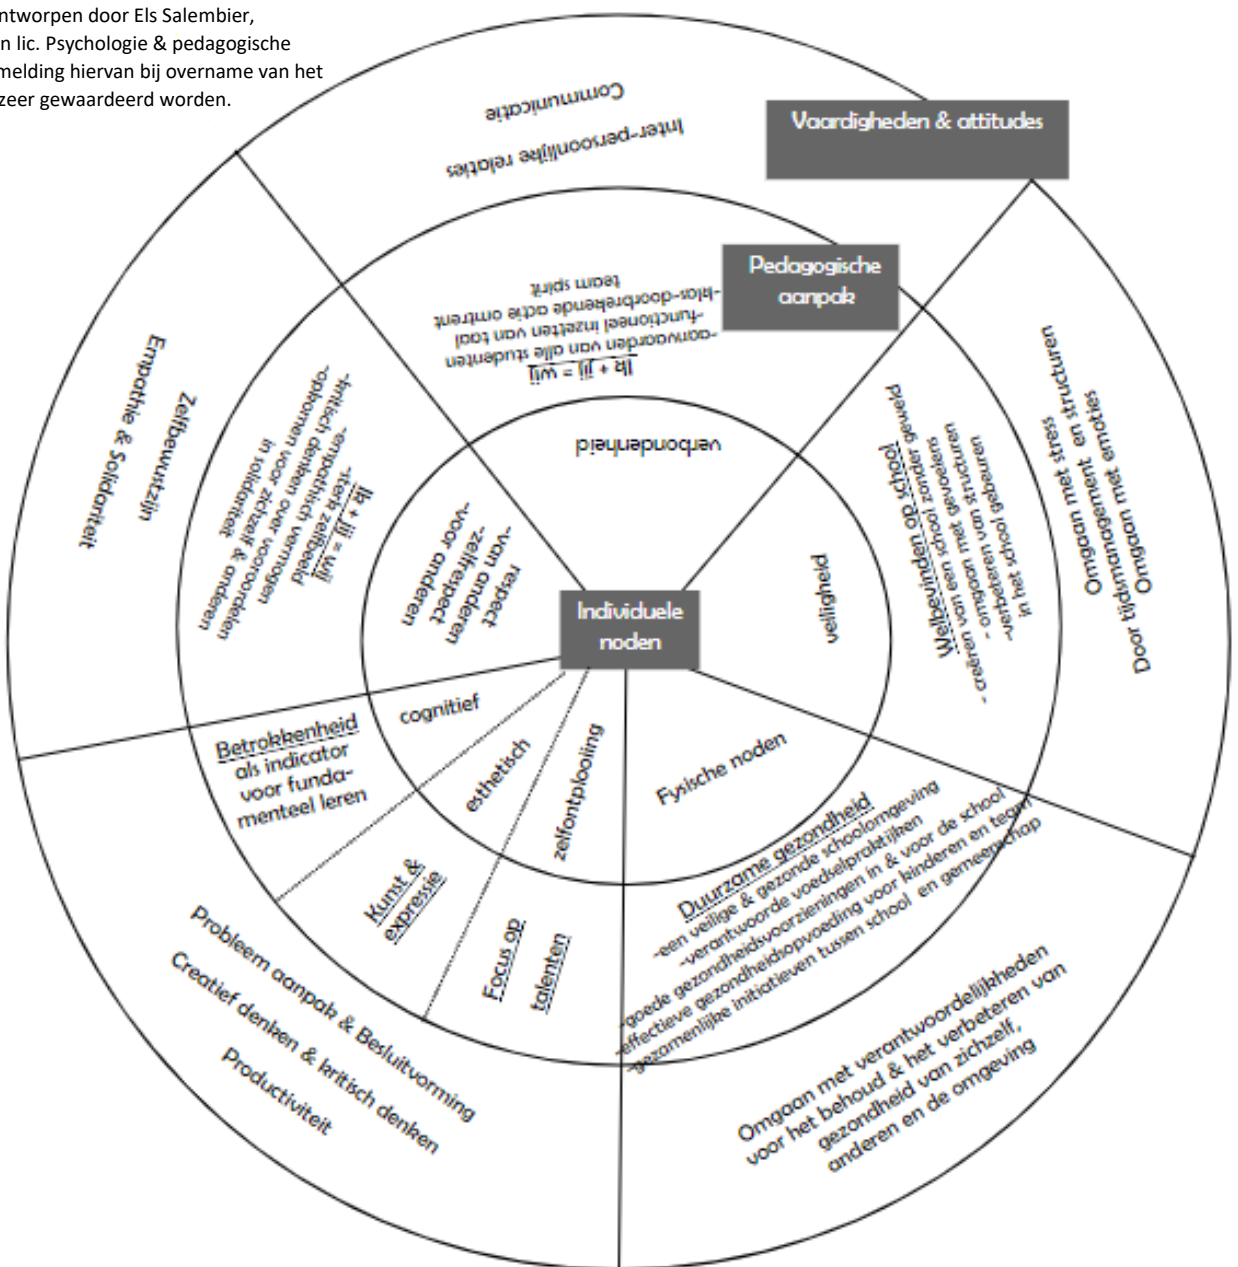 ntworpen door Els Salembier,
n lic. Psychologie & pedagogische
melding hiervan bij overname van het
zeer gewaardeerd worden.
Vaardigheden & attitudes
Communicatie
Inter-persoonlijke relaties
Pedagogische
aanpak
Ik + jij = wij
-aanvaarden van alle studenten
-functioneel inzetten van taal
-klas-doorbrekende actie omtrent
team spirit
verbondenheid
Omgaan met stress
Door tijdsmanagement en structuren
Omgaan met emoties
Welbevinden op school
- creëren van een school zonder geweld
- omgaan met gevoelens
-verbeteren van structuren
in het school gebeuren
veiligheid
Individuele
noden
Empathie & Solidariteit
Zelfbewustzijn
Ik + jij = wij
-sterk zelfbeeld
-empathisch vermogen
-kritisch denken over vooroordelen
-opkomen voor zichzelf & anderen
in solidariteit
respect
-van anderen
-zelfrespect
-voor anderen
cognitief
esthetisch
zelfontplooling
Fysische noden
Betrokkenheid
als indicator
voor funda-
menteel leren
Kunst &
expressie
Focus op
talenten
Duurzame gezondheid
-een veilige & gezonde schoolomgeving
-verantwoorde voedselpraktijken
-goede gezondheidsvoorzieningen in & voor de school
-effectieve gezondheidsopvoeding voor kinderen en team
-gezamenlijke initiatieven tussen school en gemeenschap
Probleem aanpak & Besluitvorming
Creatief denken & kritisch denken
Productiviteit
Omgaan met verantwoordelijkheden
voor het behoud & het verbeteren van
gezondheid van zichzelf,
anderen en de omgeving